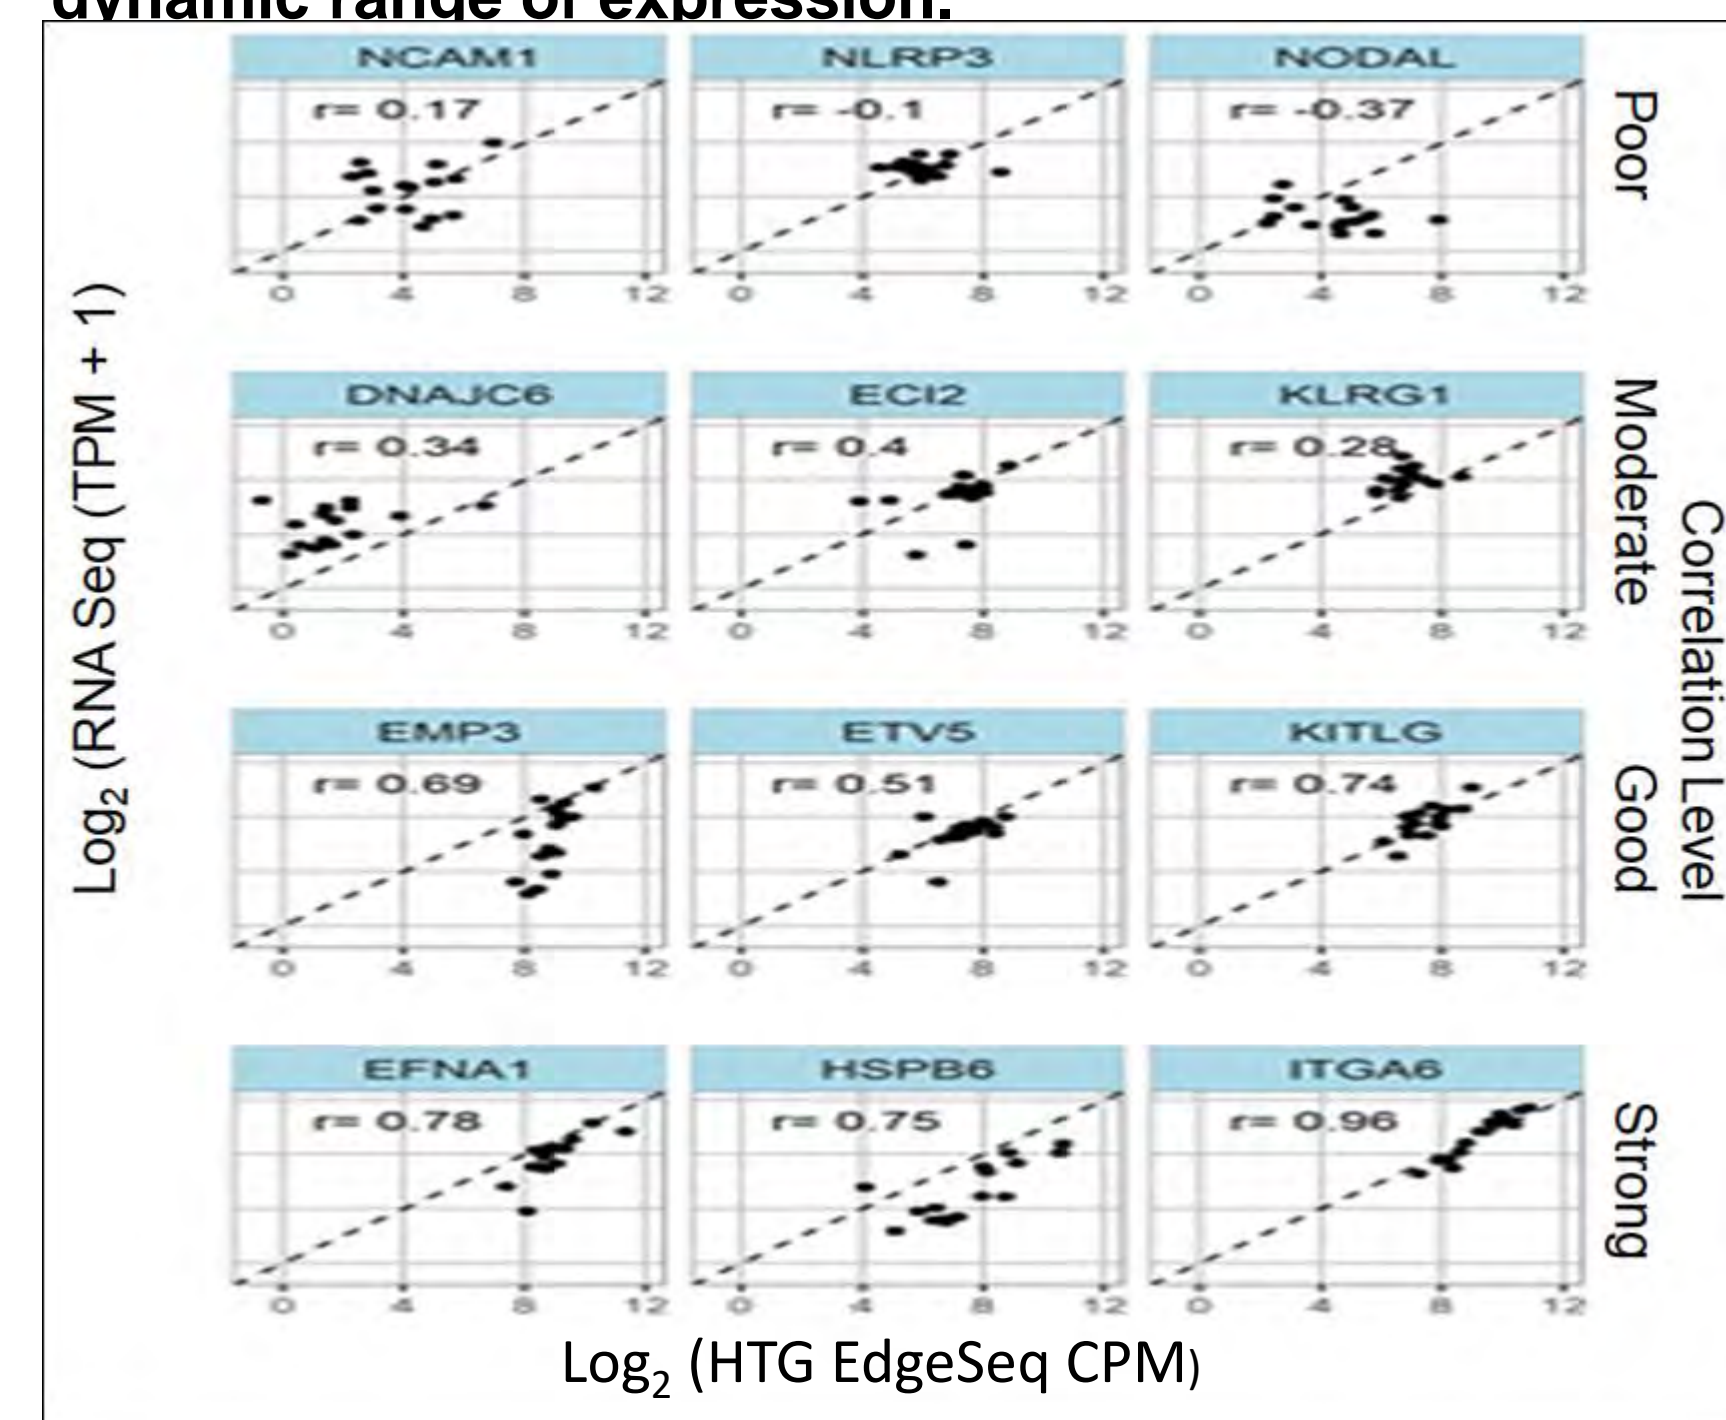 dynamic range of expression.
NCAM1 NLRP3 NODAL
r= 0.17 r= -0.1 r= -0.37
0 4 8 12 0 4 8 12 0 4 8 12
Poor
DNAJC6 ECI2 KLRG1
r= 0.34 r= 0.4 r= 0.28
0 4 8 12 0 4 8 12 0 4 8 12
Moderate
EMP3 ETV5 KITLG
r= 0.69 r= 0.51 r= 0.74
0 4 8 12 0 4 8 12 0 4 8 12
Good
EFNA1 HSPB6 ITGA6
r= 0.78 r= 0.75 r= 0.96
0 4 8 12 0 4 8 12 0 4 8 12
Strong
Log₂ (RNA Seq (TPM + 1)
Correlation Level
Log₂ (HTG EdgeSeq CPM)